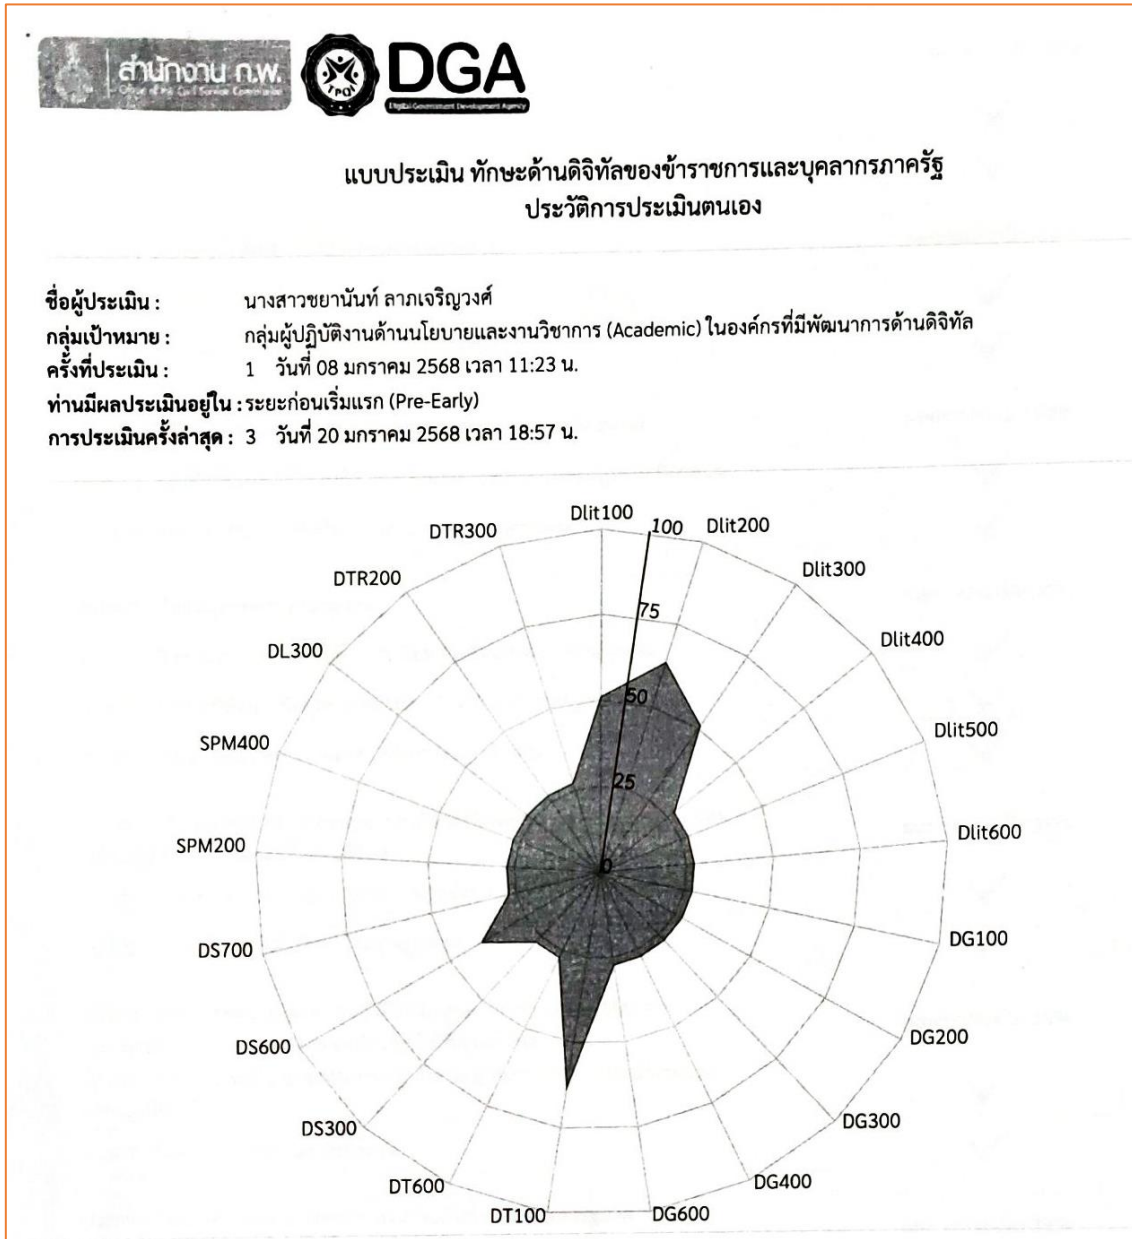 สำนักงาน ก.พ.
Office of the Civil Service Commission
TPQI
DGA
Digital Government Development Agency
แบบประเมิน ทักษะด้านดิจิทัลของข้าราชการและบุคลากรภาครัฐ
ประวัติการประเมินตนเอง
ชื่อผู้ประเมิน : นางสาวชยานันท์ ลาภเจริญวงศ์
กลุ่มเป้าหมาย : กลุ่มผู้ปฏิบัติงานด้านนโยบายและงานวิชาการ (Academic) ในองค์กรที่มีพัฒนาการด้านดิจิทัล
ครั้งที่ประเมิน : 1 วันที่ 08 มกราคม 2568 เวลา 11:23 น.
ท่านมีผลประเมินอยู่ใน : ระยะก่อนเริ่มแรก (Pre-Early)
การประเมินครั้งล่าสุด : 3 วันที่ 20 มกราคม 2568 เวลา 18:57 น.
Dlit100
Dlit200
Dlit300
Dlit400
Dlit500
Dlit600
DG100
DG200
DG300
DG400
DG600
DT100
DT600
DS300
DS600
DS700
SPM200
SPM400
DL300
DTR200
DTR300
100
75
50
25
0